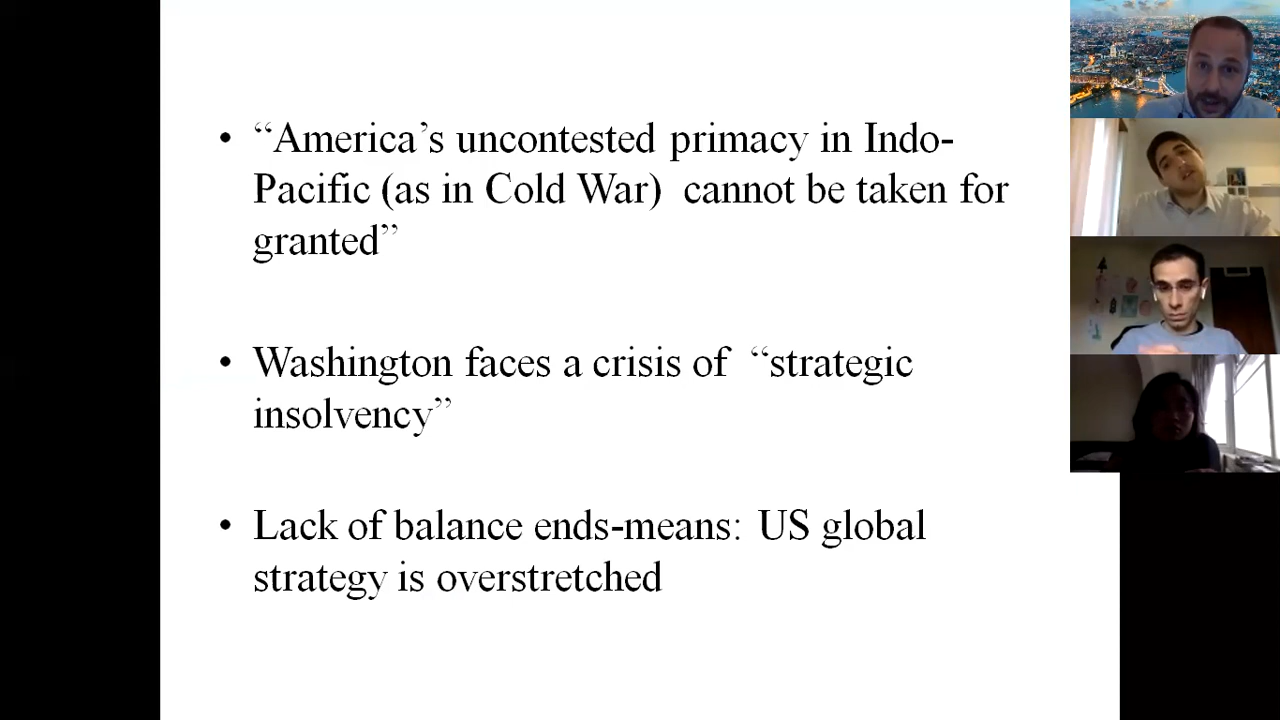 • “America’s uncontested primacy in Indo-
Pacific (as in Cold War)  cannot be taken for
granted”
• Washington faces a crisis of  “strategic
insolvency”
• Lack of balance ends-means: US global
strategy is overstretched